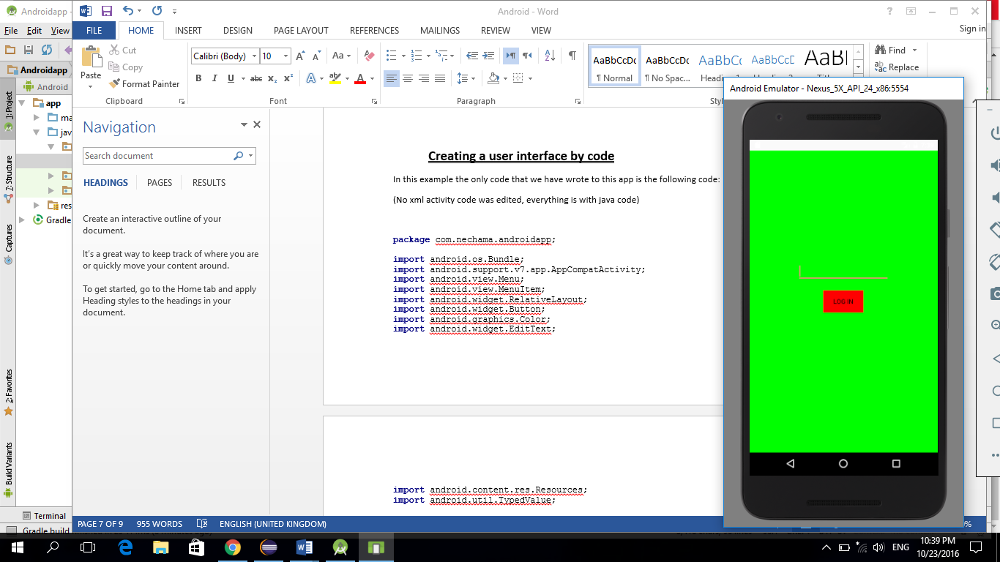 Androidapp -
File Edit View
Androidapp
Android
app
ma
jav
res
Gradle
1: Project
7: Structure
Captures
2: Favorites
Build Variants
Terminal
Gradle build
Android - Word
Sign in
FILE HOME INSERT DESIGN PAGE LAYOUT REFERENCES MAILINGS REVIEW VIEW
Paste
Cut
Copy
Format Painter
Clipboard
Calibri (Body) 10
Font
Paragraph
AaBbCcDc AaBbCcDc AaBbCc AaBbCcD AaBl
¶ Normal ¶ No Spac...
Find
Replace
Navigation
Search document
HEADINGS PAGES RESULTS
Create an interactive outline of your
document.
It's a great way to keep track of where you are
or quickly move your content around.
To get started, go to the Home tab and apply
Heading styles to the headings in your
document.
Creating a user interface by code
In this example the only code that we have wrote to this app is the following code:
(No xml activity code was edited, everything is with java code)
package com.nechama.androidapp;
import android.os.Bundle;
import android.support.v7.app.AppCompatActivity;
import android.view.Menu;
import android.view.MenuItem;
import android.widget.RelativeLayout;
import android.widget.Button;
import android.graphics.Color;
import android.widget.EditText;
import android.content.res.Resources;
import android.util.TypedValue;
Android Emulator - Nexus_5X_API_24_x86:5554
LOG IN
PAGE 7 OF 9 955 WORDS ENGLISH (UNITED KINGDOM)
ENG
10:39 PM
10/23/2016